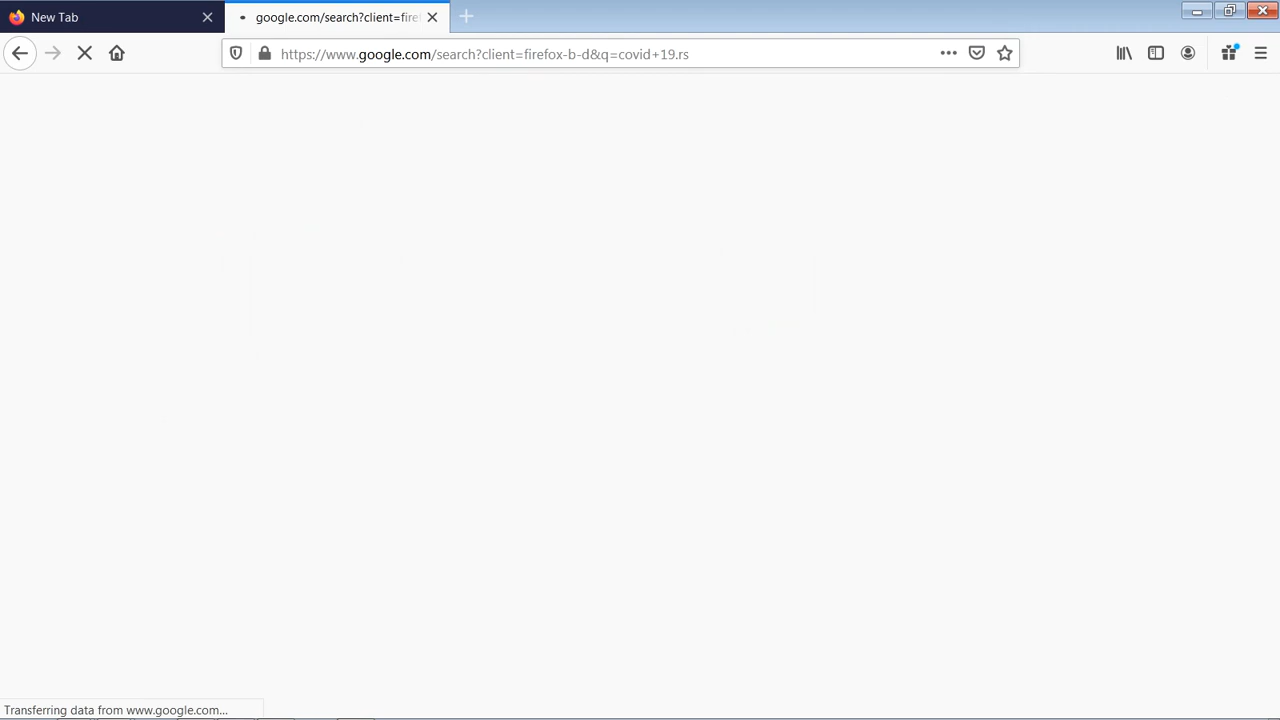 New Tab
google.com/search?client=fire
https://www.google.com/search?client=firefox-b-d&q=covid+19.rs
Transferring data from www.google.com...